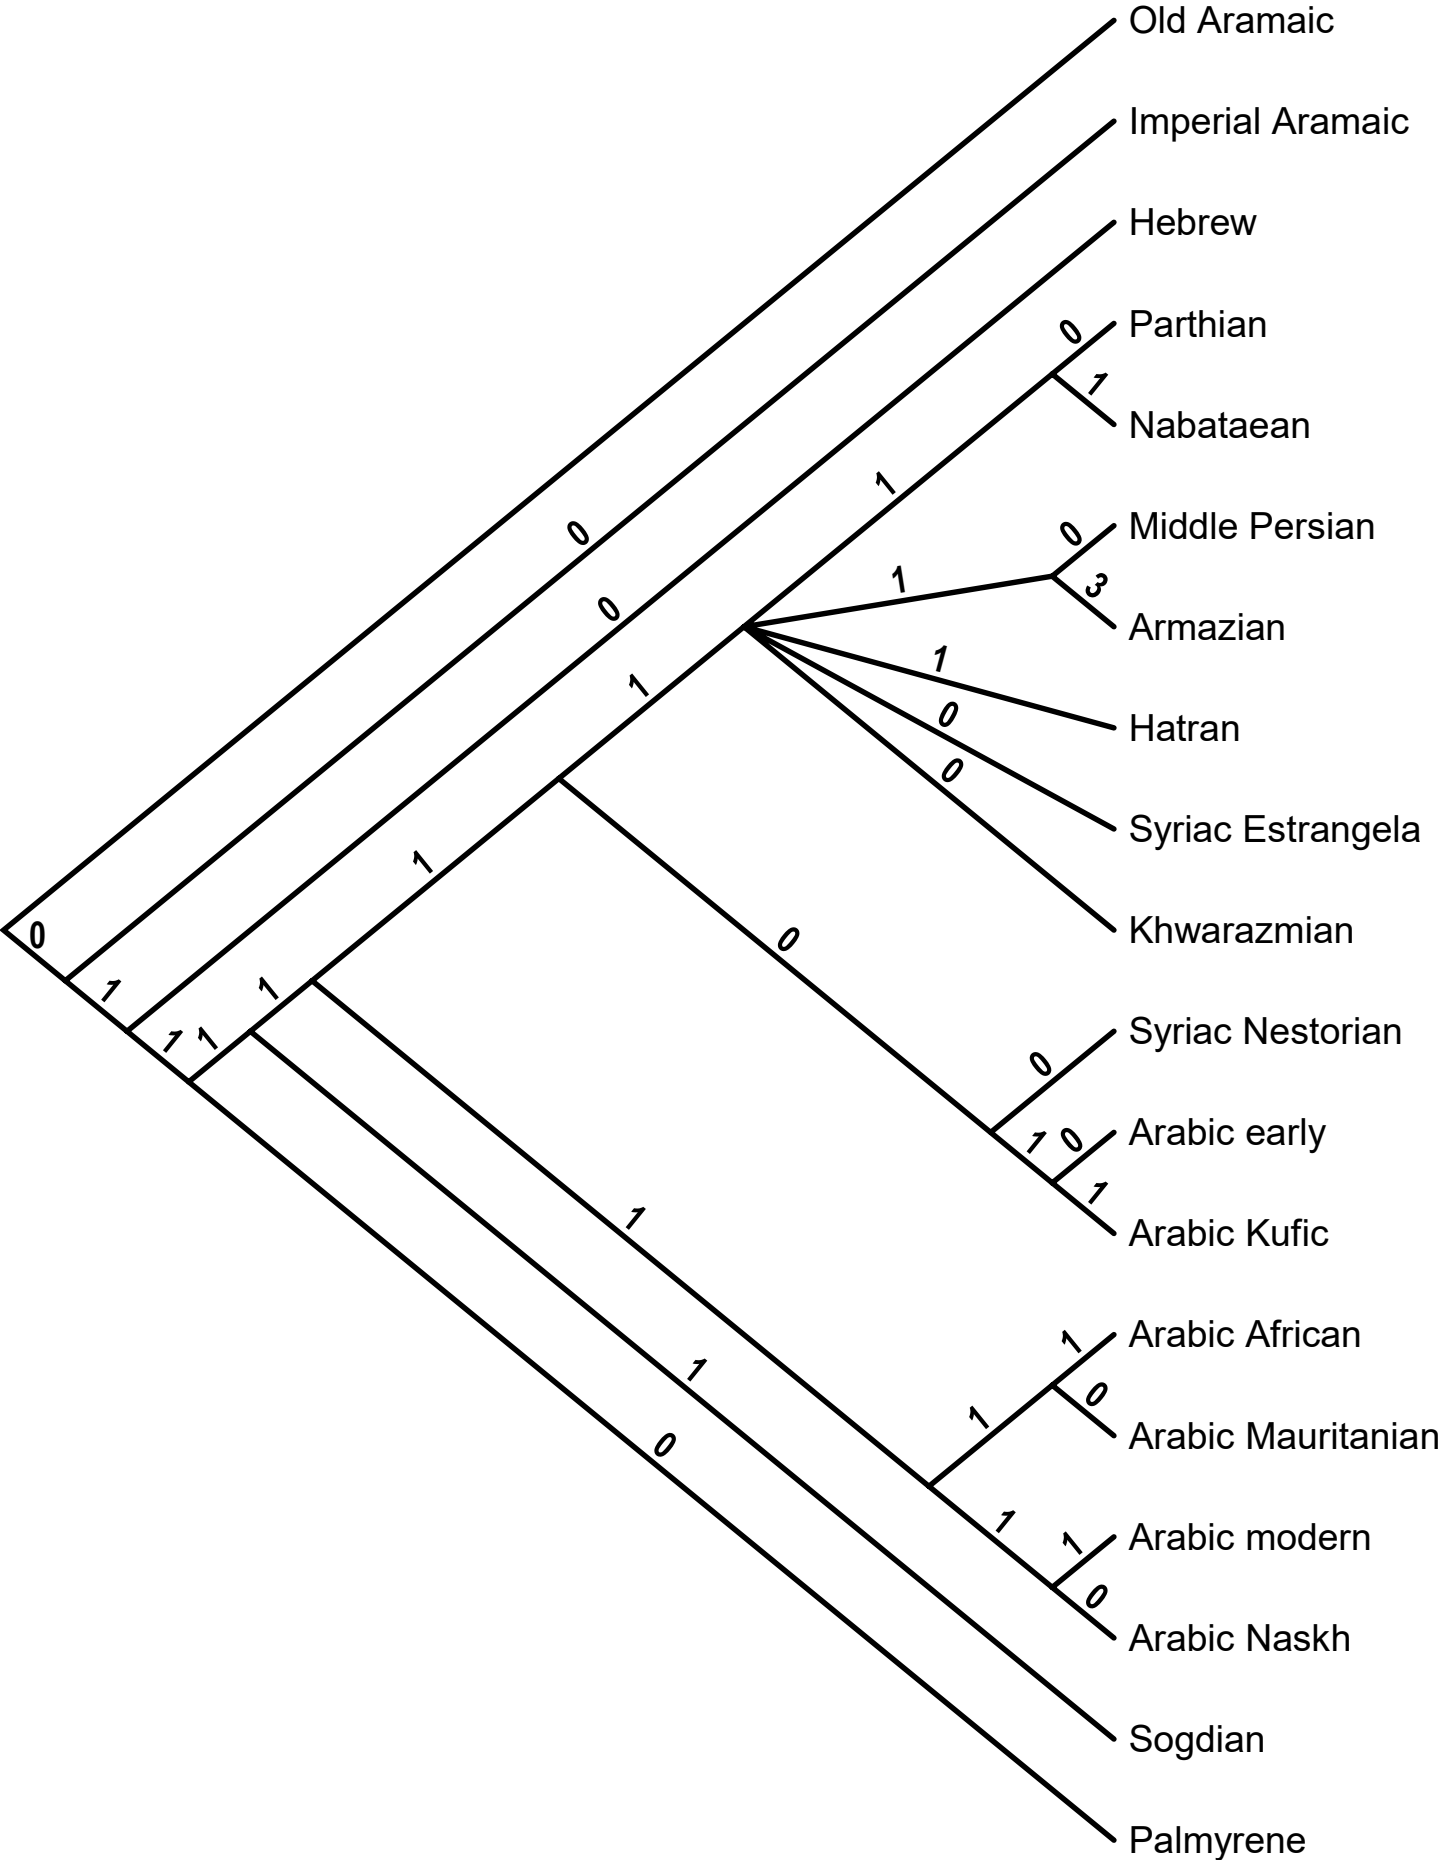 Old Aramaic
Imperial Aramaic
Hebrew
0 Parthian
1
Nabataean
1
0
0 Middle Persian
1
3
Armazian
0
1
1
Hatran
0
0
Syriac Estrangela
1
0
Khwarazmian
0
1
1
1 1
Syriac Nestorian
0
0
1 0 Arabic early
1
Arabic Kufic
1
1 Arabic African
1
0
1
Arabic Mauritanian
0
1
1 Arabic modern
0
Arabic Naskh
Sogdian
Palmyrene